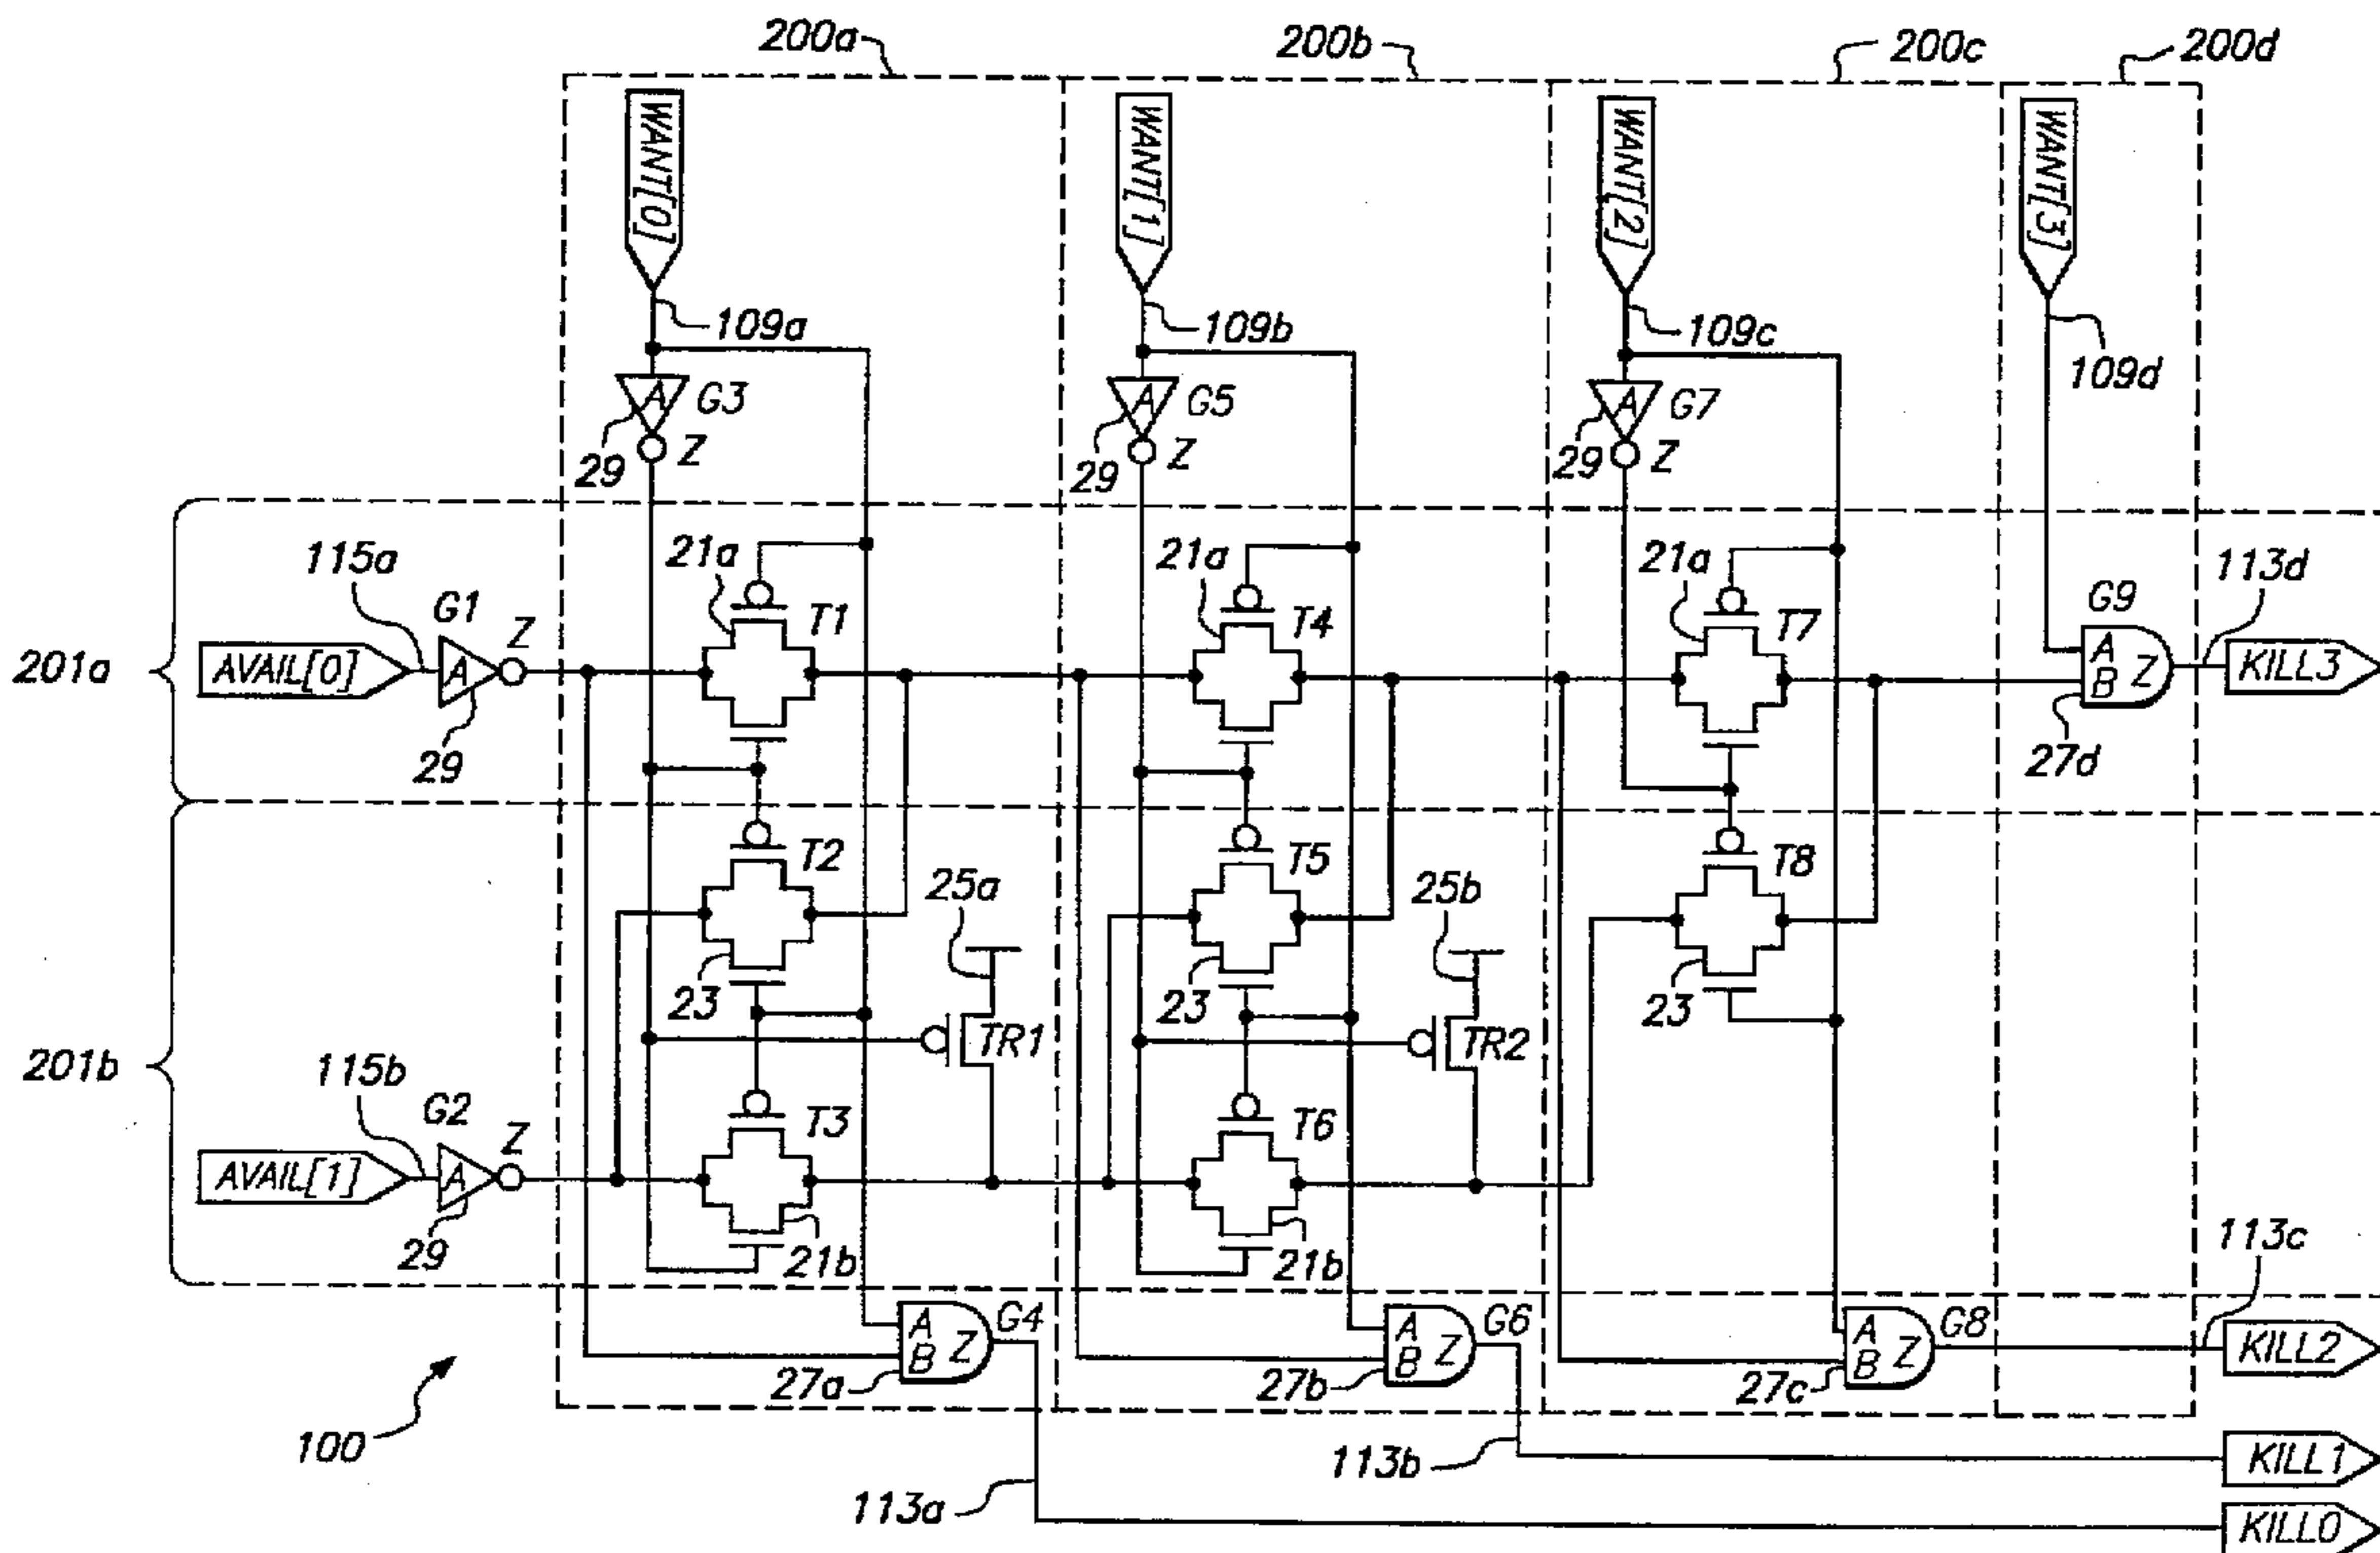 200a
200b
200c
200d
WANT[0]
WANT[1]
WANT[2]
WANT[3]
109a
109b
109c
109d
A
G3
29
Z
A
G5
29
Z
A
G7
29
Z
201a
115a
AVAIL[0]
G1
A
Z
29
21a
T1
21a
T4
21a
T7
G9
A
B
Z
27d
113d
KILL3
T2
23
25a
TR1
T5
23
25b
TR2
T8
23
201b
115b
AVAIL[1]
G2
A
Z
29
T3
21b
T6
21b
A
B
Z
G4
27a
A
B
Z
G6
27b
A
B
Z
G8
27c
113c
KILL2
100
113b
KILL1
113a
KILL0